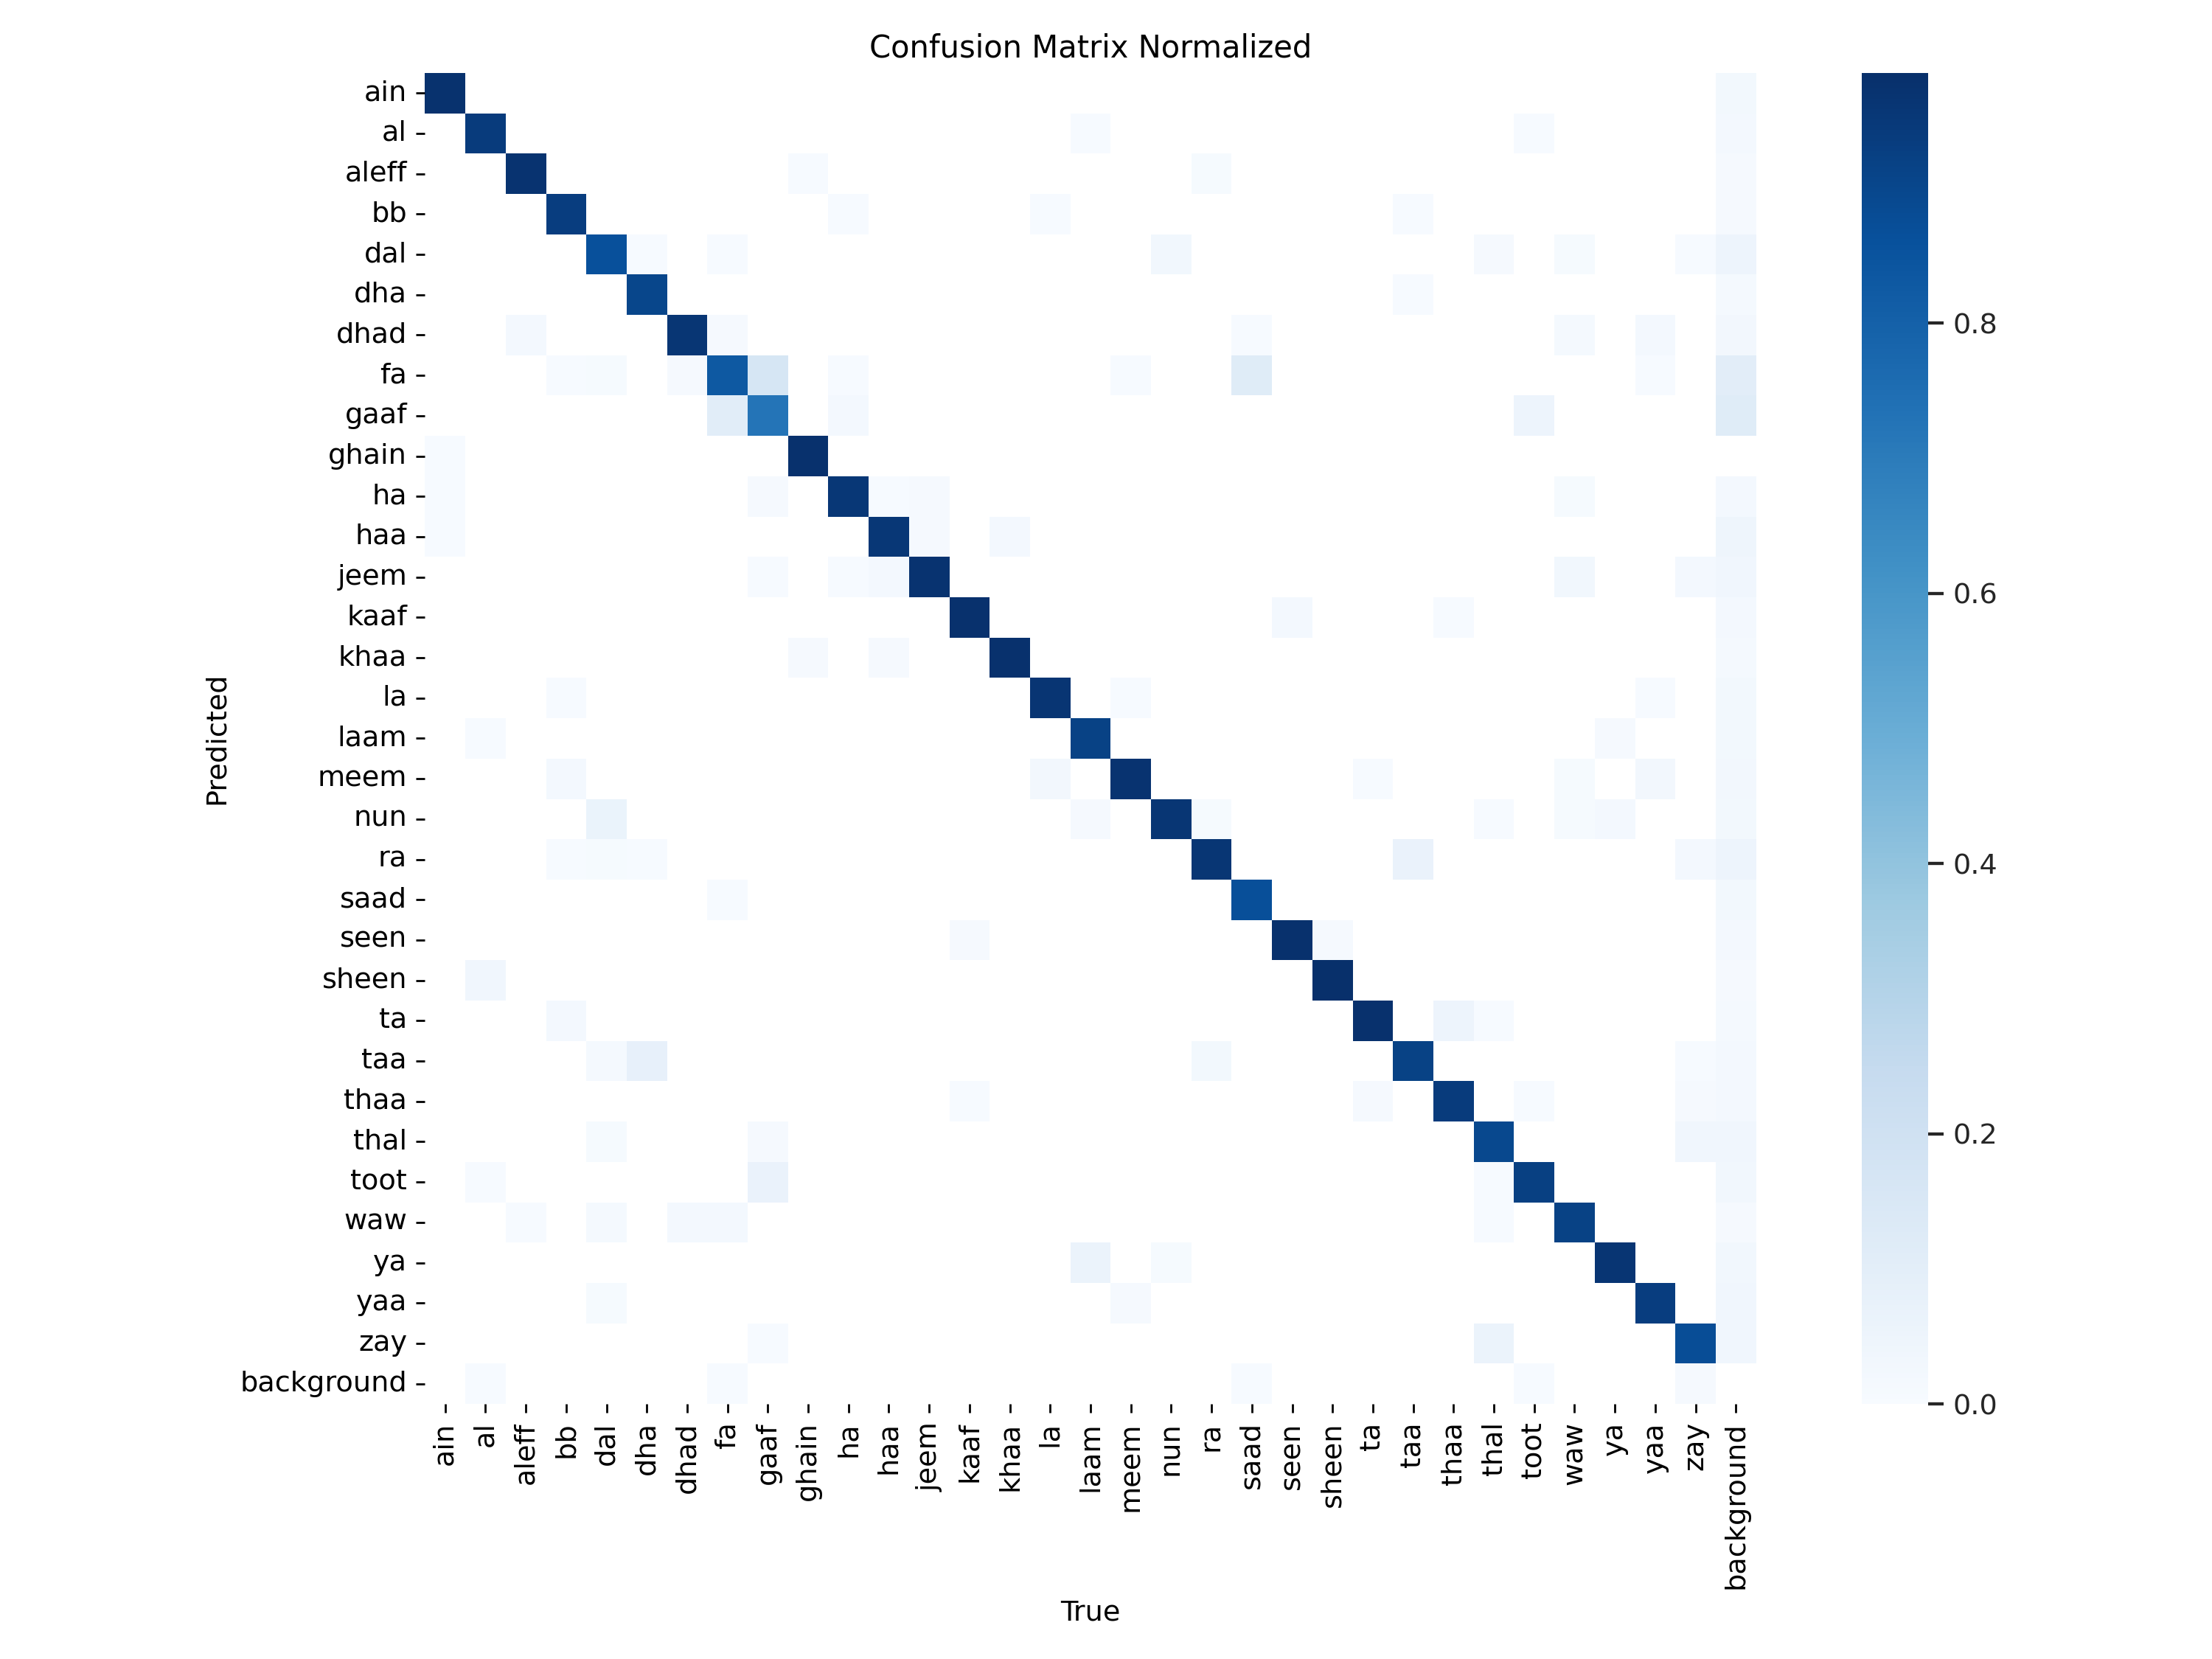 Confusion Matrix Normalized
Predicted
ain
al
aleff
bb
dal
dha
dhad
fa
gaaf
ghain
ha
haa
jeem
kaaf
khaa
la
laam
meem
nun
ra
saad
seen
sheen
ta
taa
thaa
thal
toot
waw
ya
yaa
zay
background
ain al aleff bb dal dha dhad fa gaaf ghain ha haa jeem kaaf khaa la laam meem nun ra saad seen sheen ta taa thaa thal toot waw ya yaa zay background
True
0.8
0.6
0.4
0.2
0.0